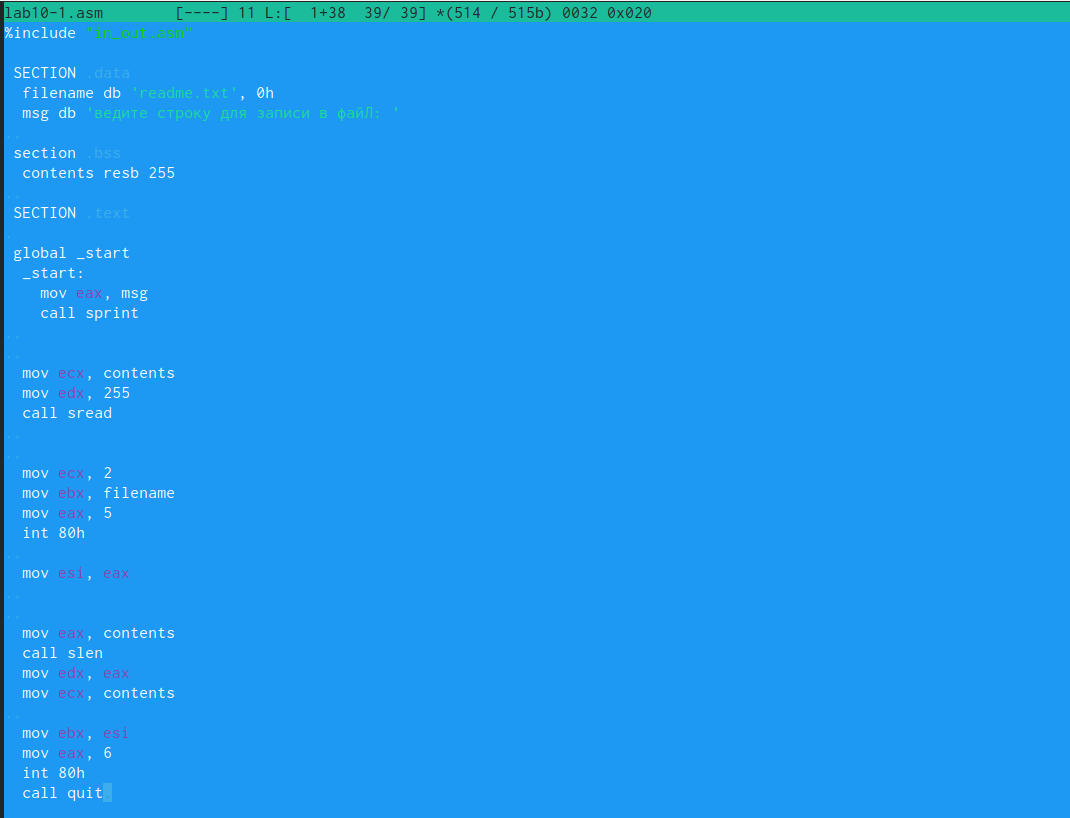 lab10-1.asm        [----] 11 L:[  1+38  39/ 39] *(514 / 515b) 0032 0x020
%include "in_out.asm"
SECTION .data
filename db 'readme.txt', 0h
msg db 'ведите строку для записи в файЛ: '
..
section .bss
contents resb 255
..
SECTION .text
.
global _start
_start:
mov eax, msg
call sprint
..
..
mov ecx, contents
mov edx, 255
call sread
..
..
mov ecx, 2
mov ebx, filename
mov eax, 5
int 80h
..
mov esi, eax
..
..
mov eax, contents
call slen
mov edx, eax
mov ecx, contents
..
mov ebx, esi
mov eax, 6
int 80h
call quit.